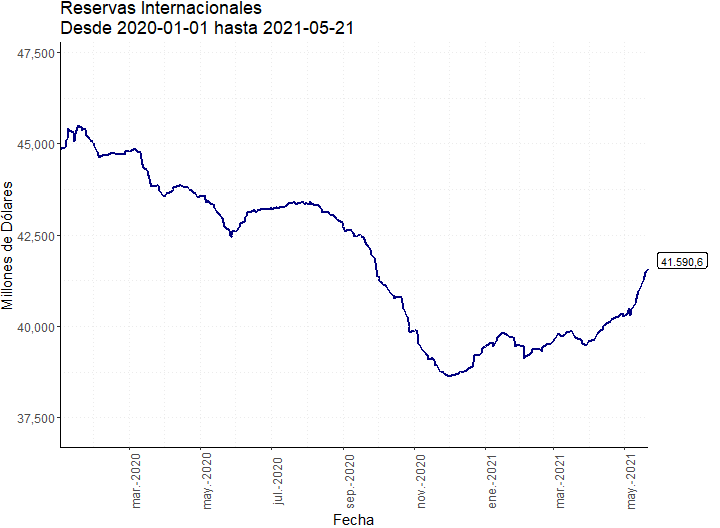 Reservas Internacionales
Desde 2020-01-01 hasta 2021-05-21
Millones de Dólares
47,500
45,000
42,500
40,000
37,500
41.590,6
mar.-2020
may.-2020
jul.-2020
sep.-2020
nov.-2020
ene.-2021
mar.-2021
may.-2021
Fecha